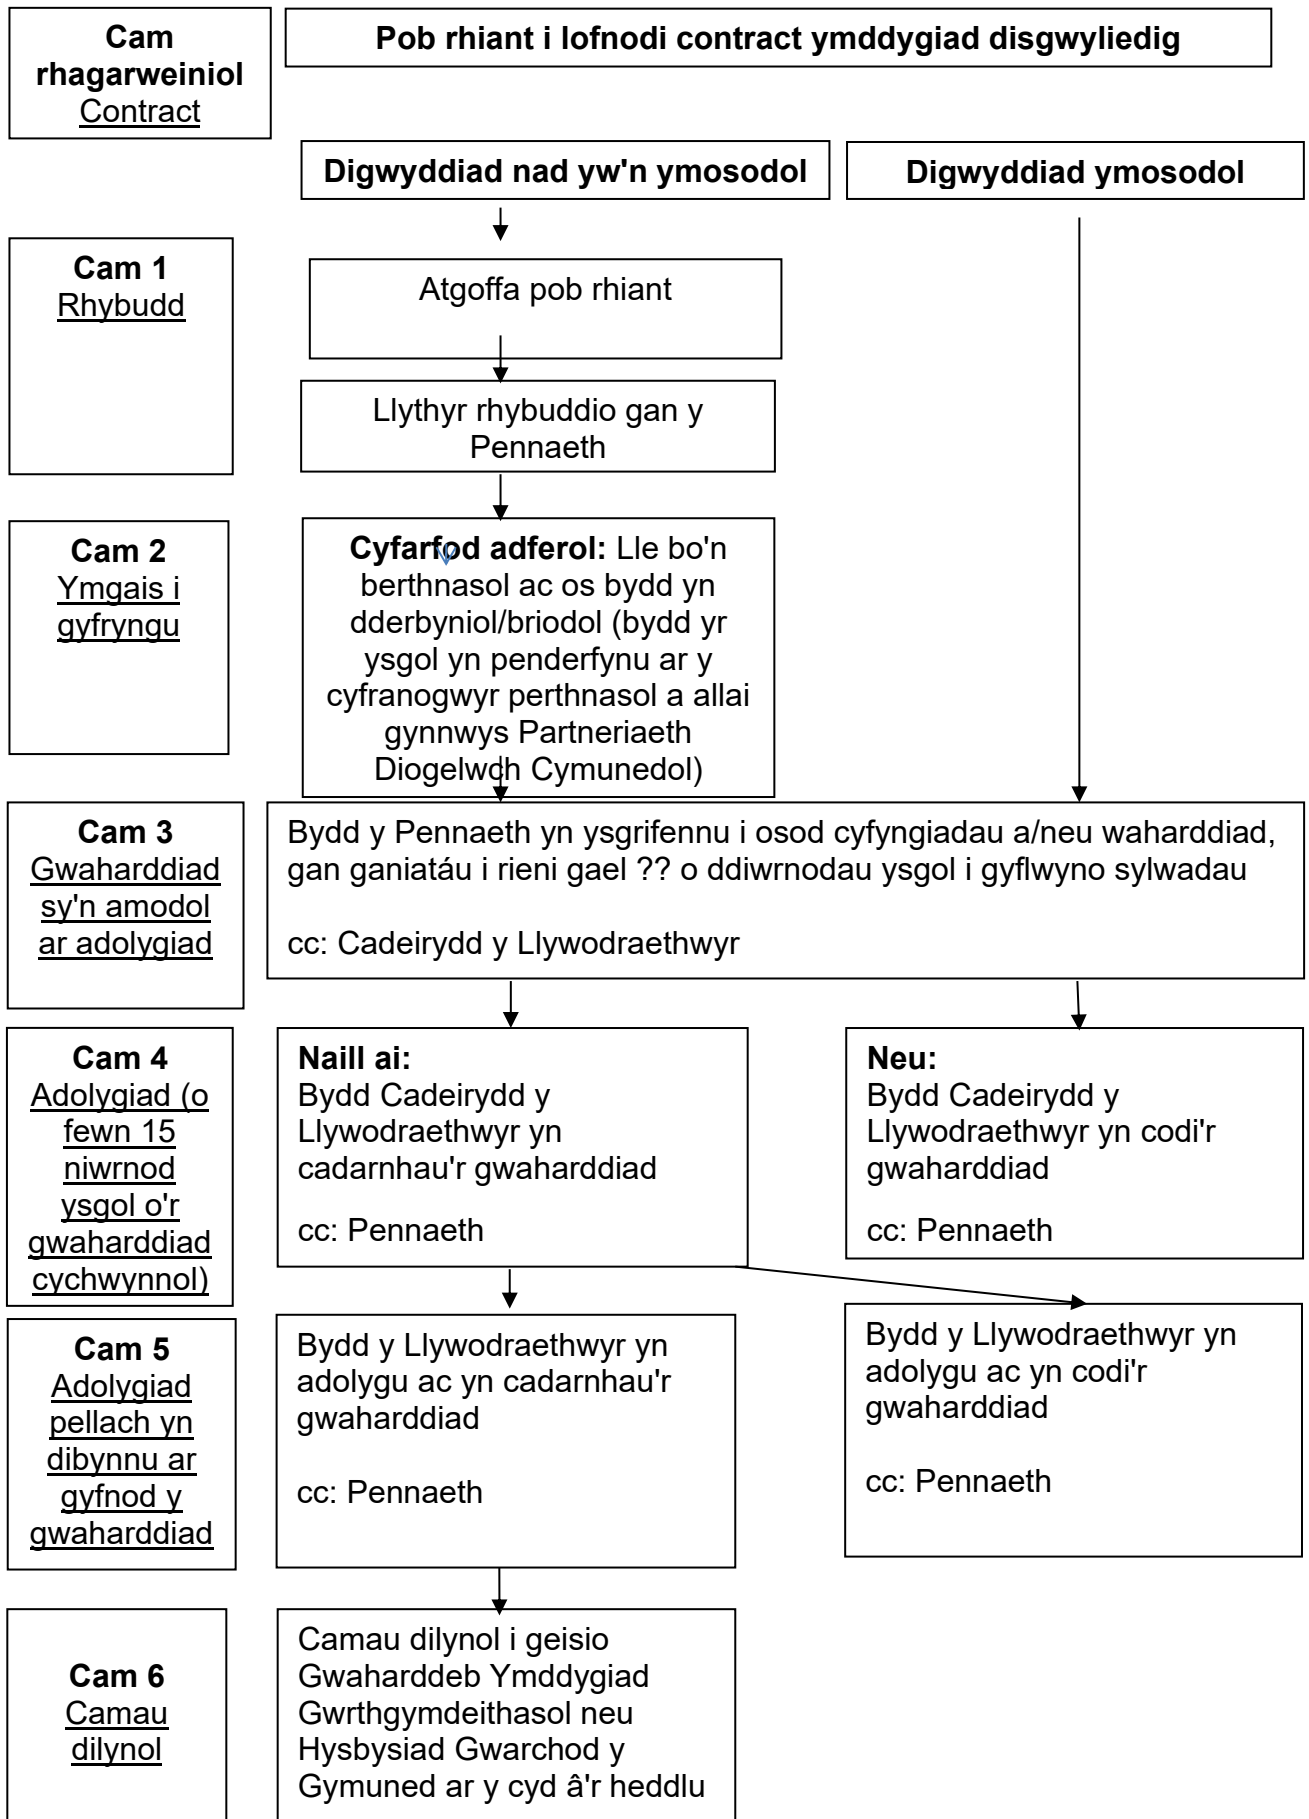 Cam
rhagarweiniol
Contract
Pob rhiant i lofnodi contract ymddygiad disgwyliedig
Digwyddiad nad yw'n ymosodol
Digwyddiad ymosodol
Cam 1
Rhybudd
Atgoffa pob rhiant
Llythyr rhybuddio gan y
Pennaeth
Cam 2
Ymgais i
gyfryngu
Cyfarfod adferol: Lle bo'n
berthnasol ac os bydd yn
dderbyniol/briodol (bydd yr
ysgol yn penderfynu ar y
cyfranogwyr perthnasol a allai
gynnwys Partneriaeth
Diogelwch Cymunedol)
Cam 3
Gwaharddiad
sy'n amodol
ar adolygiad
Bydd y Pennaeth yn ysgrifennu i osod cyfyngiadau a/neu waharddiad,
gan ganiatáu i rieni gael ?? o ddiwrnodau ysgol i gyflwyno sylwadau
cc: Cadeirydd y Llywodraethwyr
Cam 4
Adolygiad (o
fewn 15
niwrnod
ysgol o'r
gwaharddiad
cychwynnol)
Naill ai:
Bydd Cadeirydd y
Llywodraethwyr yn
cadarnhau'r gwaharddiad
cc: Pennaeth
Neu:
Bydd Cadeirydd y
Llywodraethwyr yn codi'r
gwaharddiad
cc: Pennaeth
Cam 5
Adolygiad
pellach yn
dibynnu ar
gyfnod y
gwaharddiad
Bydd y Llywodraethwyr yn
adolygu ac yn cadarnhau'r
gwaharddiad
cc: Pennaeth
Bydd y Llywodraethwyr yn
adolygu ac yn codi'r
gwaharddiad
cc: Pennaeth
Cam 6
Camau
dilynol
Camau dilynol i geisio
Gwaharddeb Ymddygiad
Gwrthgymdeithasol neu
Hysbysiad Gwarchod y
Gymuned ar y cyd â'r heddlu